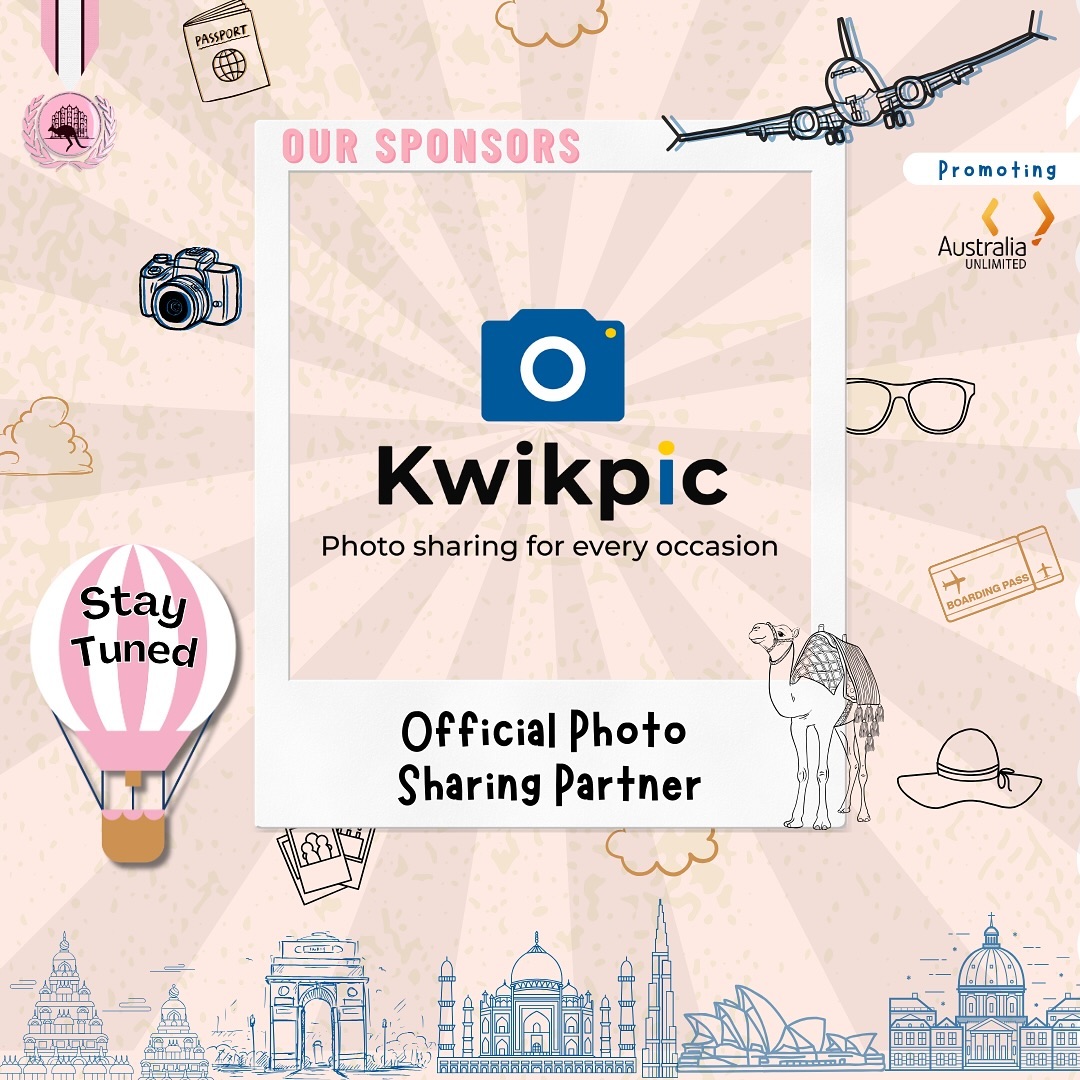 PASSPORT
OUR SPONSORS
Promoting
Australia
UNLIMITED
Kwikpic
Photo sharing for every occasion
BOARDING PASS
Stay
Tuned
Official Photo
Sharing Partner